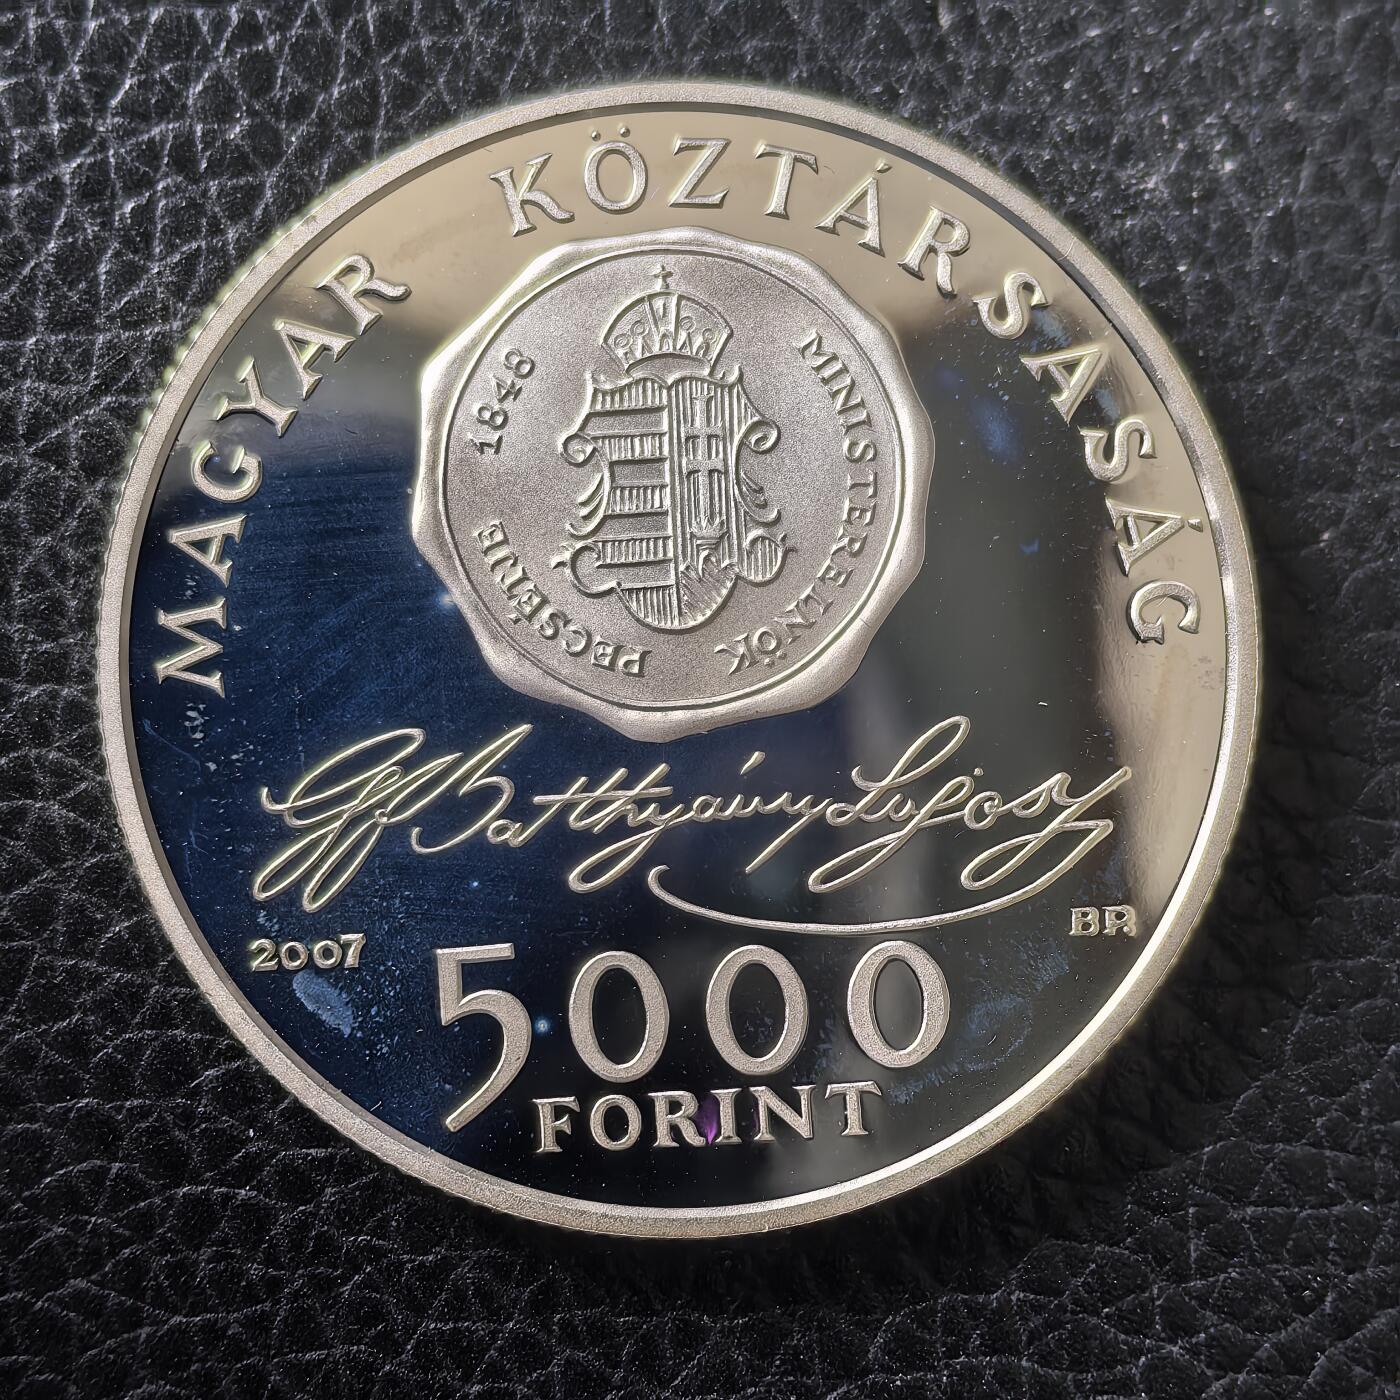 MAGYAR KÖZTÁRSASÁG
MINISTERELNÖK PECSÉTJE 1848
Gf Batthyány Lajos
2007
BP.
5000
FORINT